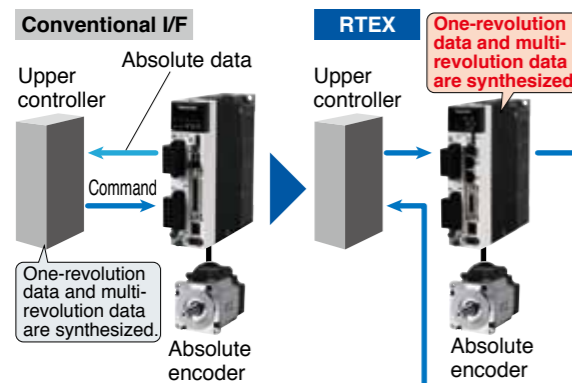 Conventional I/F
Absolute data
Upper
controller
Command
One-revolution
data and multi-
revolution data
are synthesized.
Absolute
encoder
RTEX
One-revolution
data and multi-
revolution data
are synthesized
Upper
controller
Absolute
encoder